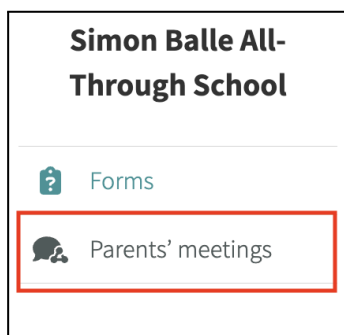 Simon Balle All-
Through School
Forms
Parents’ meetings